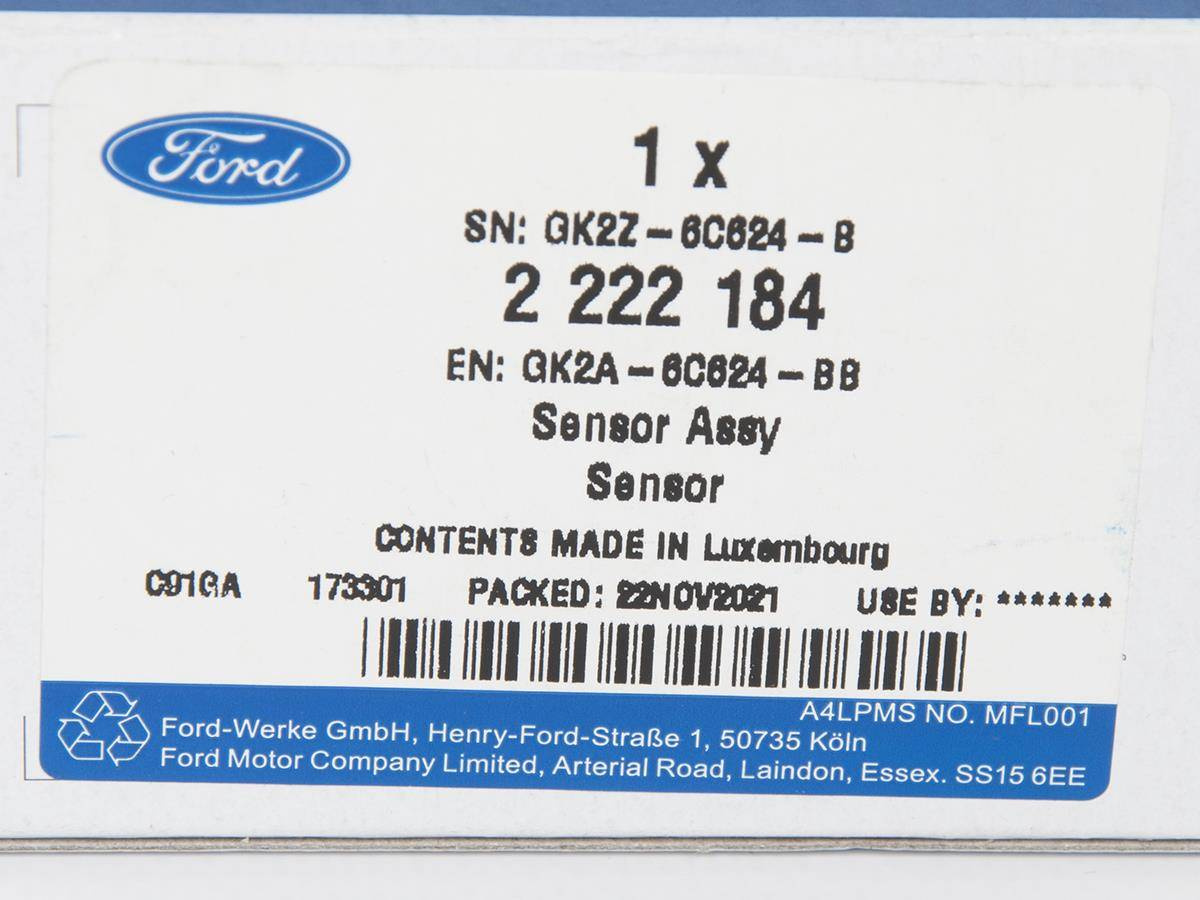 Ford
1 x
SN: GK2Z-6C624-B
2 222 184
EN: GK2A-6C624-BB
Sensor Assy
Sensor
CONTENTS MADE IN Luxembourg
C91GA 173301 PACKED: 22NOV2021 USE BY: *******
A4LPMS NO. MFL001
Ford-Werke GmbH, Henry-Ford-Straße 1, 50735 Köln
Ford Motor Company Limited, Arterial Road, Laindon, Essex. SS15 6EE